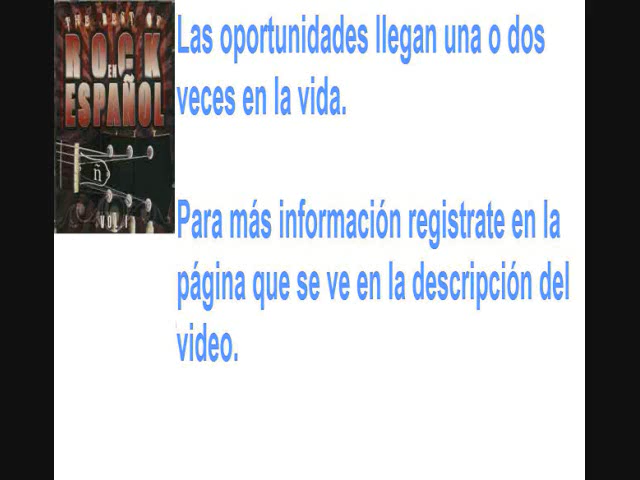 THE BEST OF
ROCK
EN
ESPAÑOL
ñ
Las oportunidades llegan una o dos
veces en la vida.
Para más información registrate en la
página que se ve en la descripción del
video.